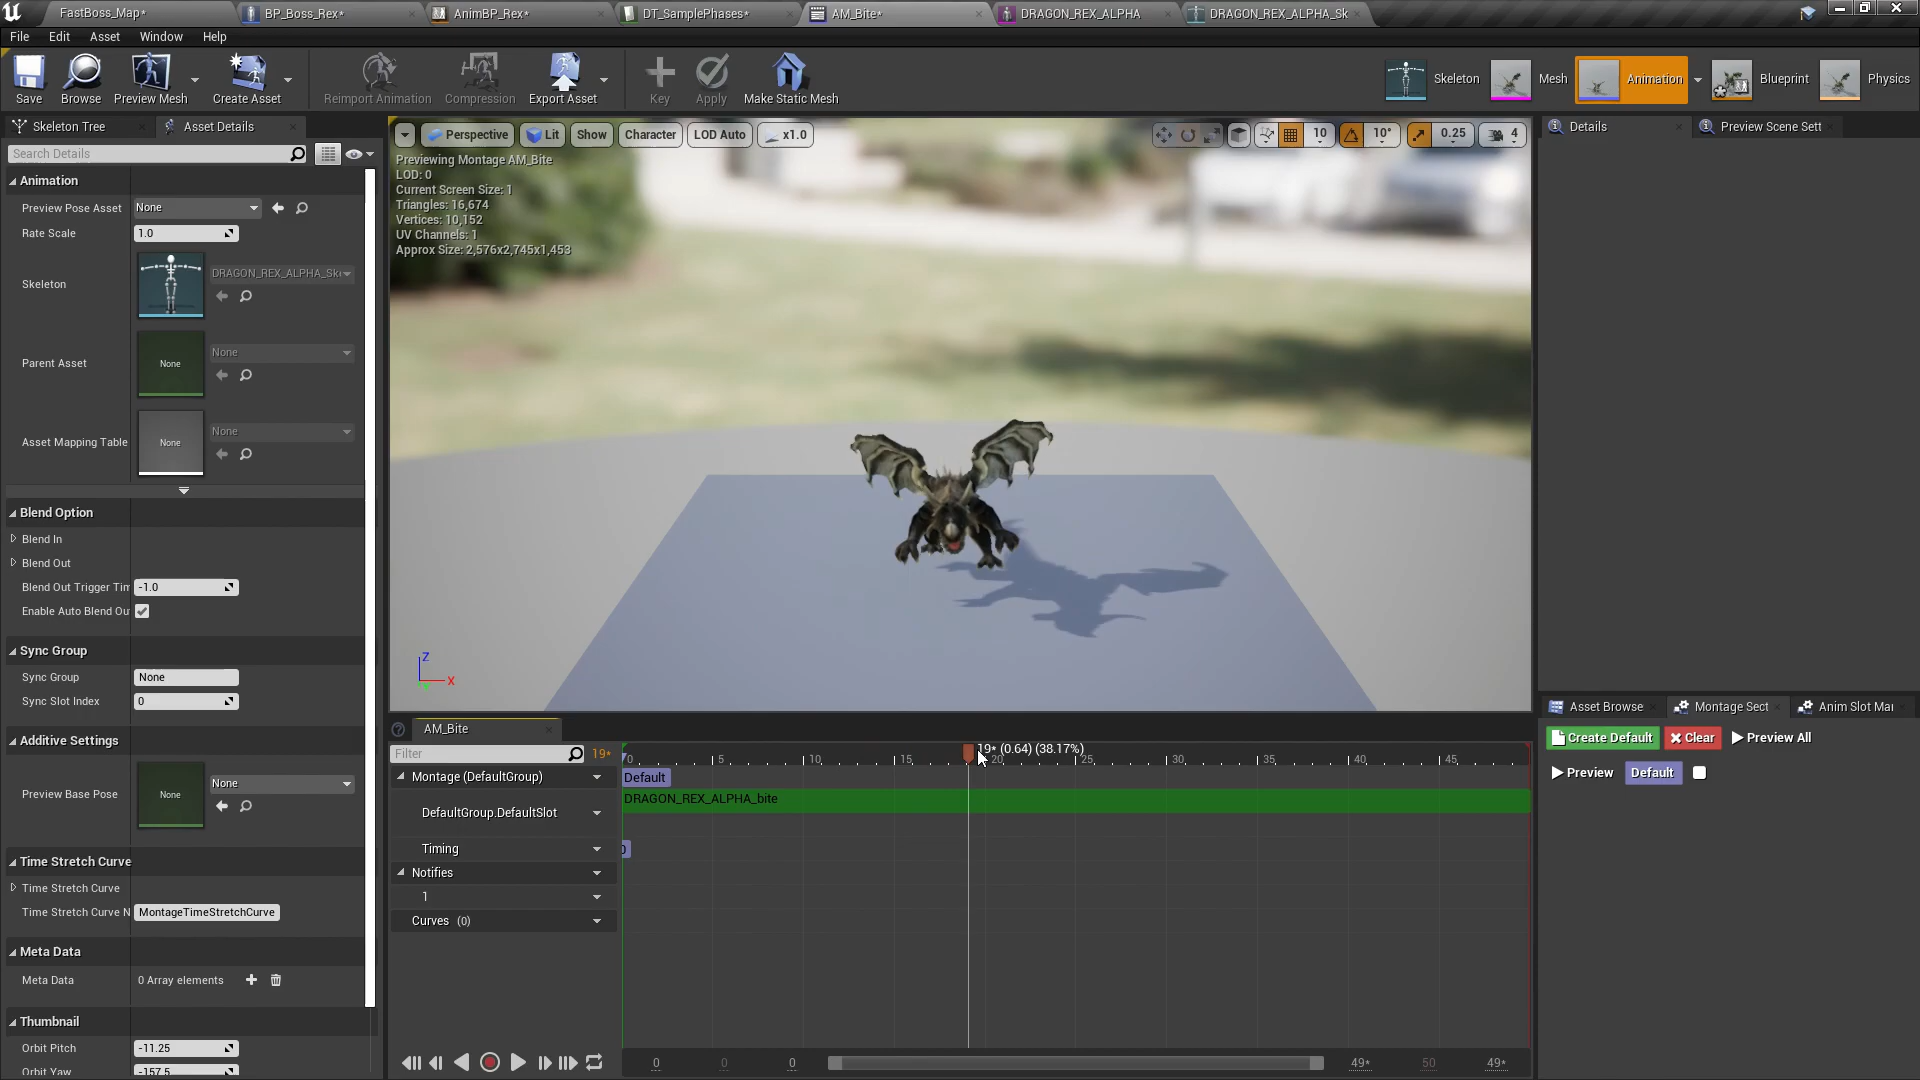 FastBoss_Map*
BP_Boss_Rex*
AnimBP_Rex*
DT_SamplePhases*
AM_Bite*
DRAGON_REX_ALPHA
DRAGON_REX_ALPHA_Sk
File Edit Asset Window Help
Save Browse Preview Mesh Create Asset Reimport Animation Compression Export Asset Key Apply Make Static Mesh
Skeleton Mesh Animation Blueprint Physics
Skeleton Tree Asset Details
Search Details
Animation
Preview Pose Asset None
Rate Scale 1.0
Skeleton DRAGON_REX_ALPHA_Ske
Parent Asset None None
Asset Mapping Table None None
Blend Option
Blend In
Blend Out
Blend Out Trigger Tim -1.0
Enable Auto Blend Ou
Sync Group
Sync Group None
Sync Slot Index 0
Additive Settings
Preview Base Pose None None
Time Stretch Curve
Time Stretch Curve
Time Stretch Curve N MontageTimeStretchCurve
Meta Data
Meta Data 0 Array elements
Thumbnail
Orbit Pitch -11.25
Orbit Yaw -157.5
Perspective Lit Show Character LOD Auto x1.0
10 10° 0.25 4
Previewing Montage AM_Bite
LOD: 0
Current Screen Size: 1
Triangles: 16,674
Vertices: 10,152
UV Channels: 1
Approx Size: 2,576x2,745x1,453
Z
X
AM_Bite
Filter 19*
19* (0.64) (38.17%)
0 5 10 15 20 25 30 35 40 45
Montage (DefaultGroup) Default
DRAGON_REX_ALPHA_bite
DefaultGroup.DefaultSlot
Timing
Notifies
1
Curves (0)
0 0 0 49* 50 49*
Details Preview Scene Sett
Asset Browse Montage Sect Anim Slot Ma
Create Default Clear Preview All
Preview Default